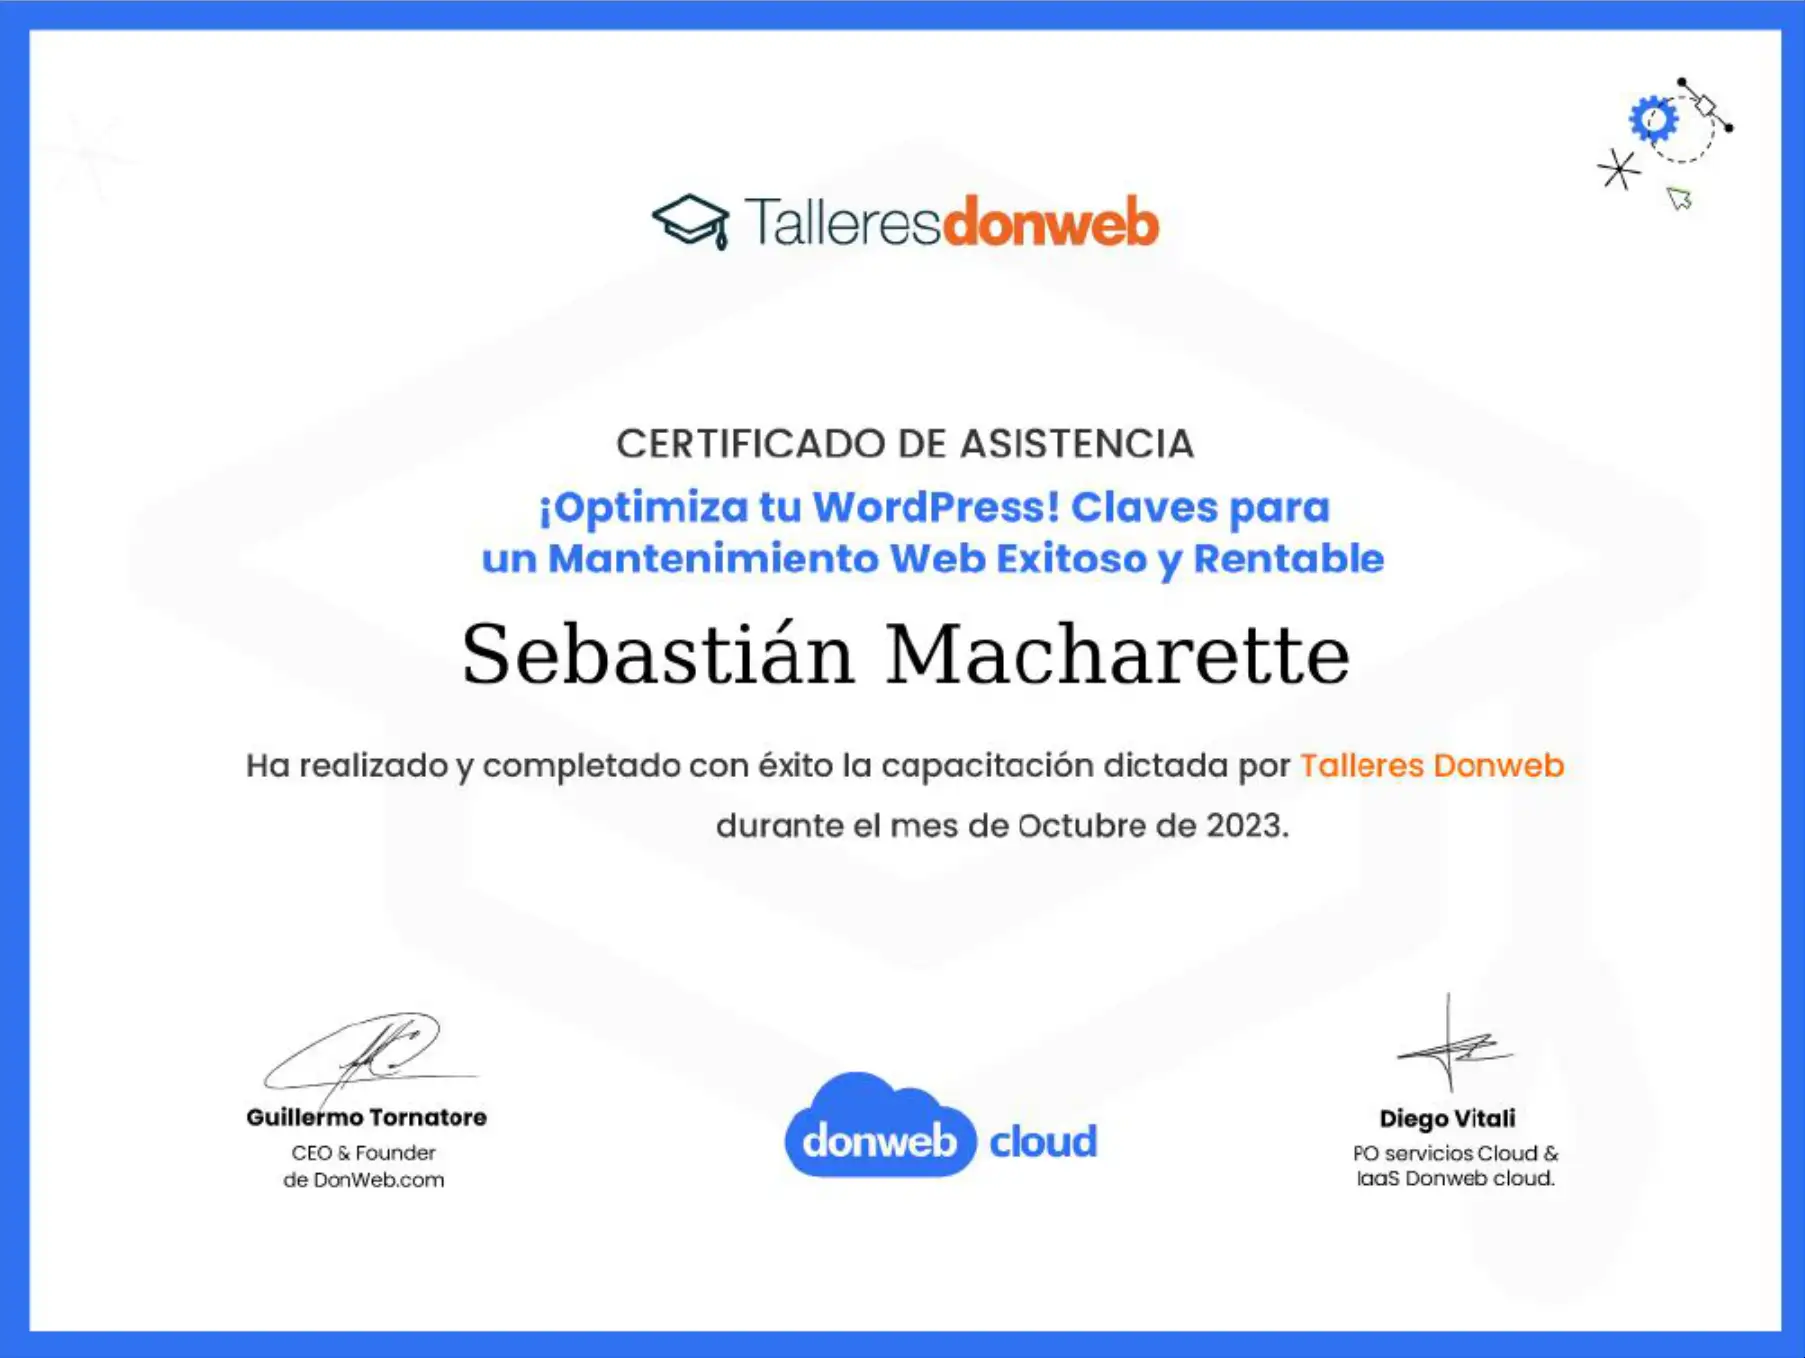 Talleresdonweb
CERTIFICADO DE ASISTENCIA
¡Optimiza tu WordPress! Claves para
un Mantenimiento Web Exitoso y Rentable
Sebastián Macharette
Ha realizado y completado con éxito la capacitación dictada por Talleres Donweb
durante el mes de Octubre de 2023.
Guillermo Tornatore
CEO & Founder
de DonWeb.com
donweb cloud
Diego Vitali
PO servicios Cloud &
IaaS Donweb cloud.